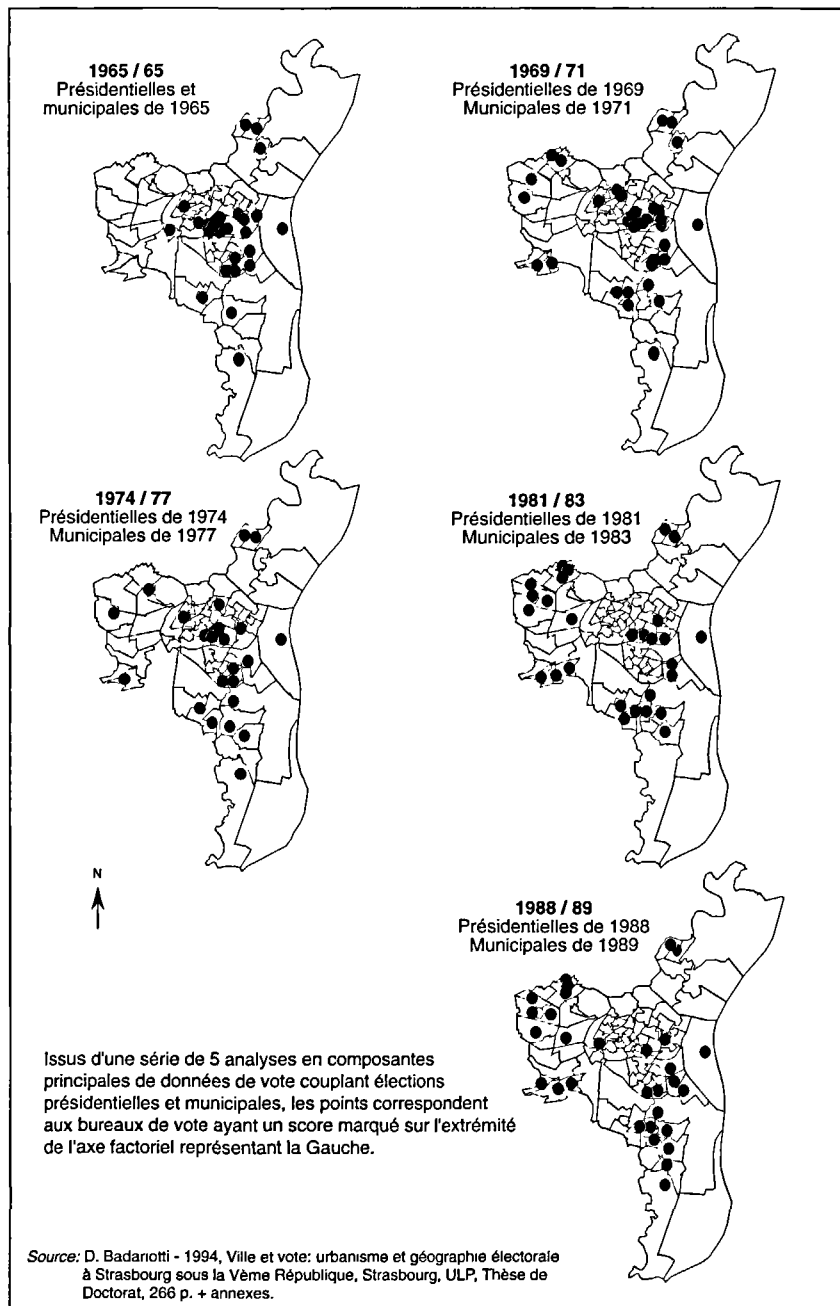 1965 / 65
Présidentielles et
municipales de 1965
1969 / 71
Présidentielles de 1969
Municipales de 1971
1974 / 77
Présidentielles de 1974
Municipales de 1977
1981 / 83
Présidentielles de 1981
Municipales de 1983
N
1988 / 89
Présidentielles de 1988
Municipales de 1989
Issus d'une série de 5 analyses en composantes
principales de données de vote couplant élections
présidentielles et municipales, les points correspondent
aux bureaux de vote ayant un score marqué sur l'extrémité
de l'axe factoriel représentant la Gauche.
Source: D. Badariotti - 1994, Ville et vote: urbanisme et géographie électorale
à Strasbourg sous la Vème République, Strasbourg, ULP, Thèse de
Doctorat, 266 p. + annexes.